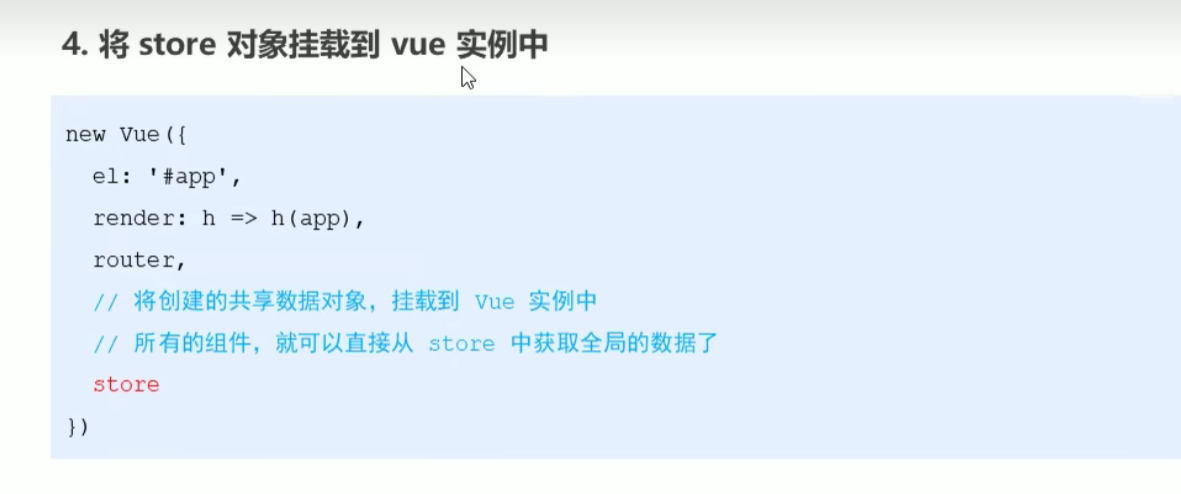 4. 将 store 对象挂载到 vue 实例中
new Vue({
  el: '#app',
  render: h => h(app),
  router,
  // 将创建的共享数据对象，挂载到 Vue 实例中
  // 所有的组件，就可以直接从 store 中获取全局的数据了
  store
})